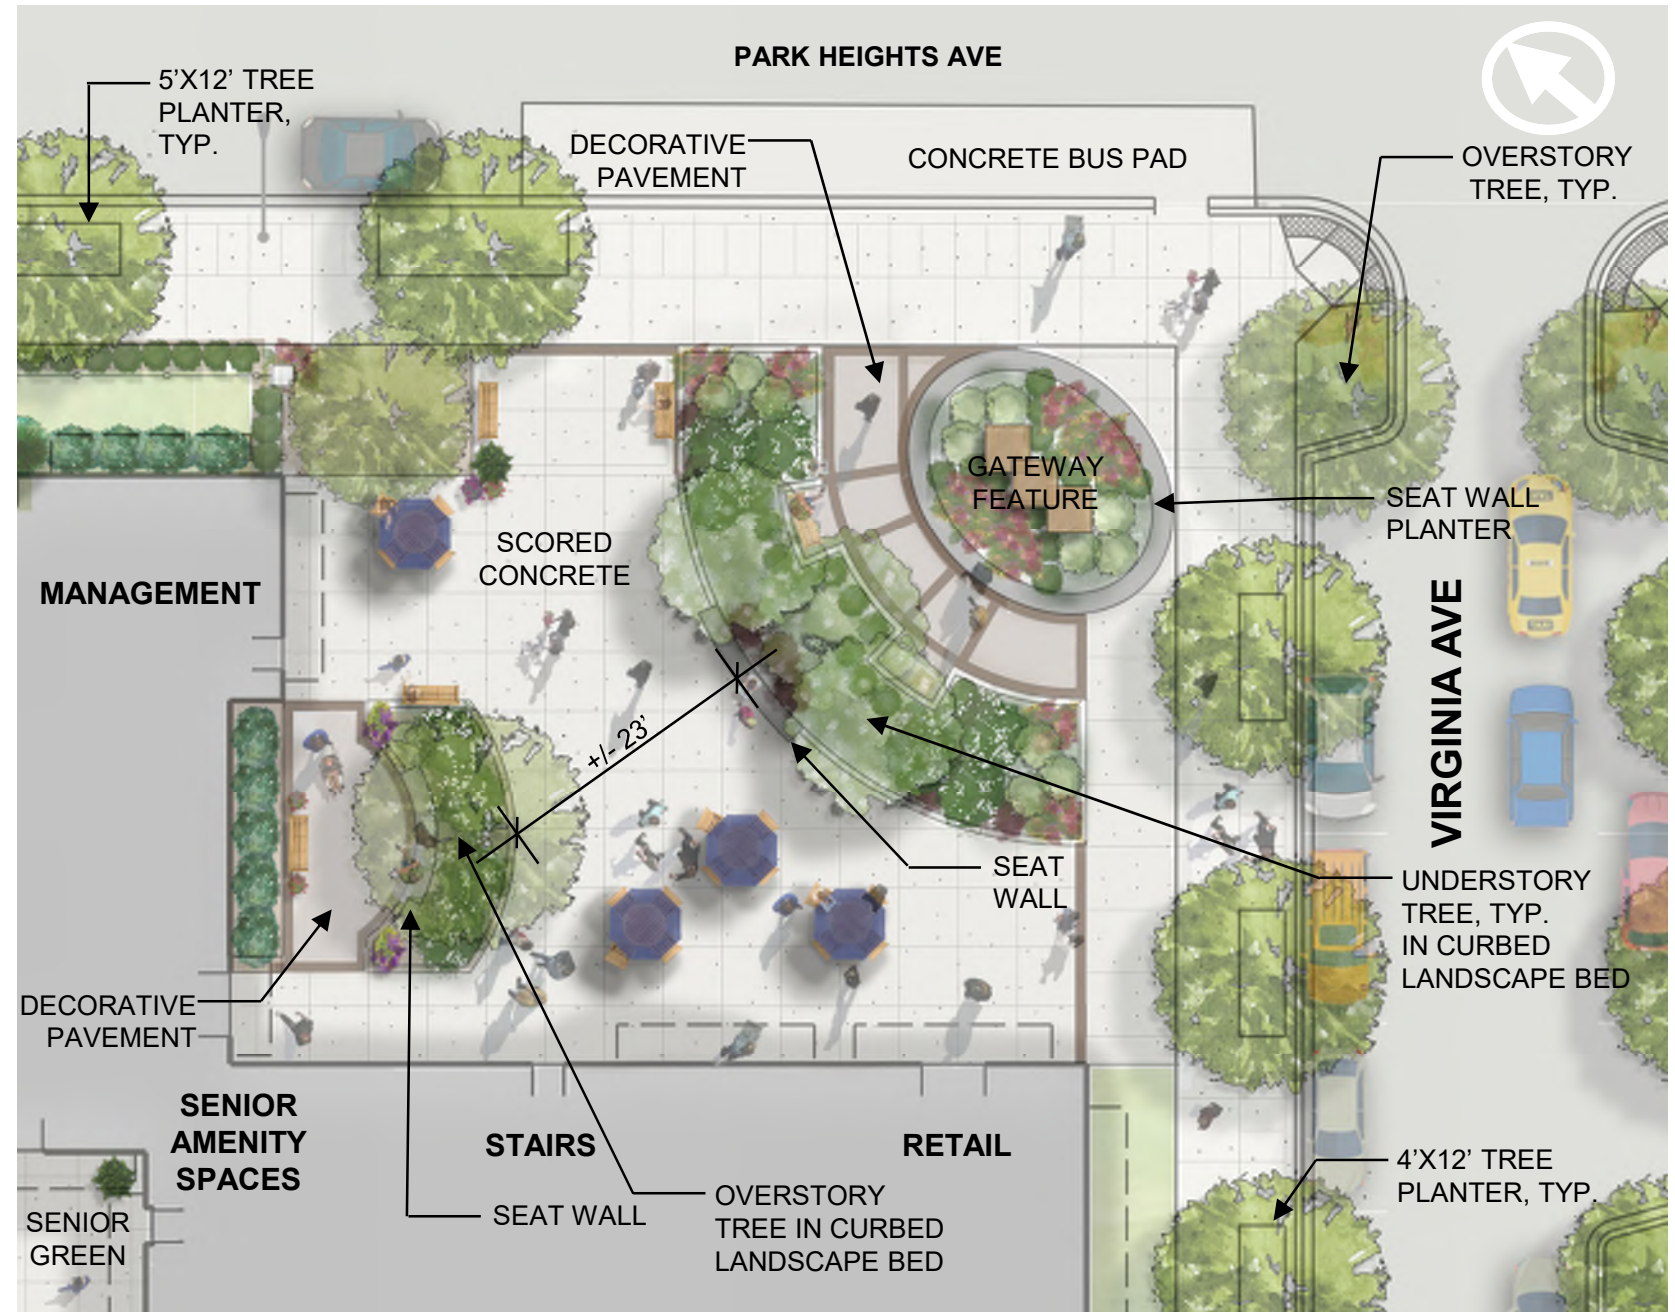 PARK HEIGHTS AVE
5’X12’ TREE
PLANTER,
TYP.
DECORATIVE
PAVEMENT
CONCRETE BUS PAD
OVERSTORY
TREE, TYP.
GATEWAY
FEATURE
SEAT WALL
PLANTER
SCORED
CONCRETE
MANAGEMENT
VIRGINIA AVE
+/- 23’
SEAT
WALL
UNDERSTORY
TREE, TYP.
IN CURBED
LANDSCAPE BED
DECORATIVE
PAVEMENT
SENIOR
AMENITY
SPACES
STAIRS
RETAIL
4’X12’ TREE
PLANTER, TYP.
SEAT WALL
OVERSTORY
TREE IN CURBED
LANDSCAPE BED
SENIOR
GREEN